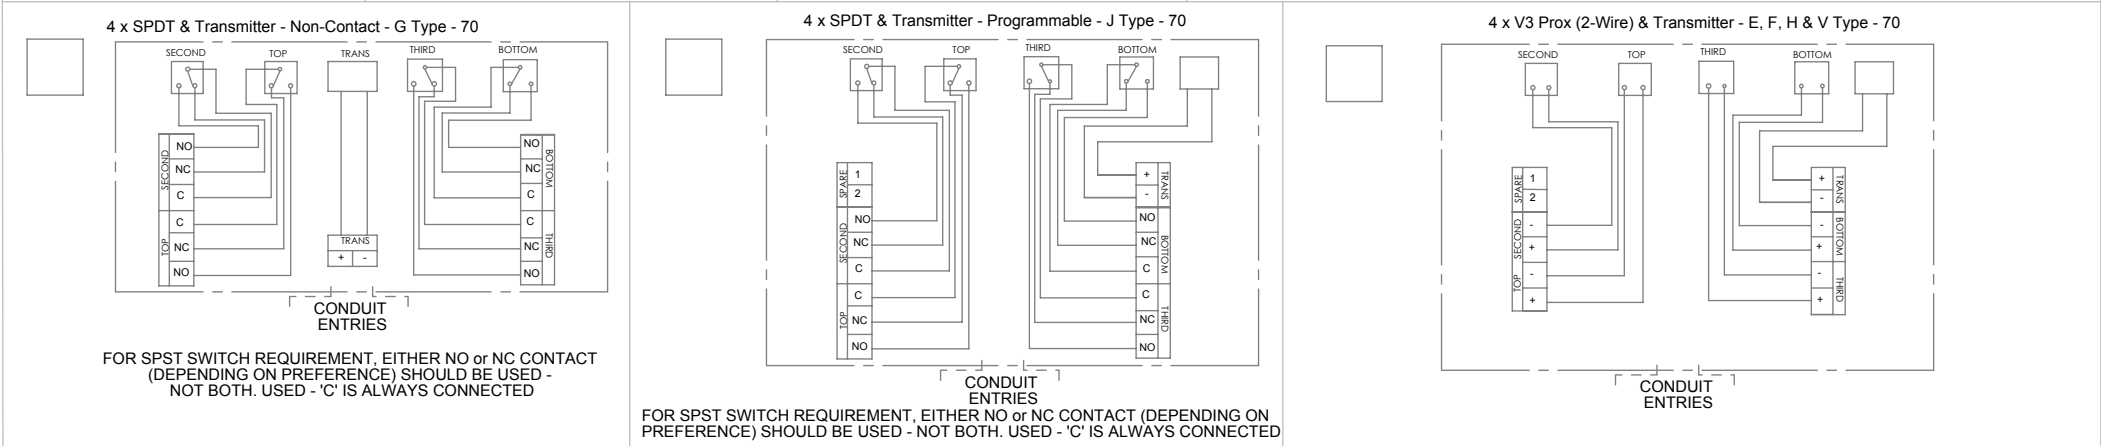 4 x SPDT & Transmitter - Non-Contact - G Type - 70
SECOND
TOP
TRANS
THIRD
BOTTOM
SECOND
NO
NC
C
TOP
C
NC
NO
TRANS
+ -
NO
NC
C
BOTTOM
C
NC
NO
THIRD
CONDUIT
ENTRIES
FOR SPST SWITCH REQUIREMENT, EITHER NO or NC CONTACT
(DEPENDING ON PREFERENCE) SHOULD BE USED -
NOT BOTH. USED - 'C' IS ALWAYS CONNECTED
4 x SPDT & Transmitter - Programmable - J Type - 70
SECOND
TOP
THIRD
BOTTOM
SPARE
1
2
SECOND
NO
NC
C
TOP
C
NC
NO
+
-
TRANS
NO
NC
C
BOTTOM
C
NC
NO
THIRD
CONDUIT
ENTRIES
FOR SPST SWITCH REQUIREMENT, EITHER NO or NC CONTACT (DEPENDING ON
PREFERENCE) SHOULD BE USED - NOT BOTH. USED - 'C' IS ALWAYS CONNECTED
4 x V3 Prox (2-Wire) & Transmitter - E, F, H & V Type - 70
SECOND
TOP
THIRD
BOTTOM
SPARE
1
2
SECOND
-
+
TOP
-
+
+
-
TRANS
-
+
BOTTOM
-
+
THIRD
CONDUIT
ENTRIES